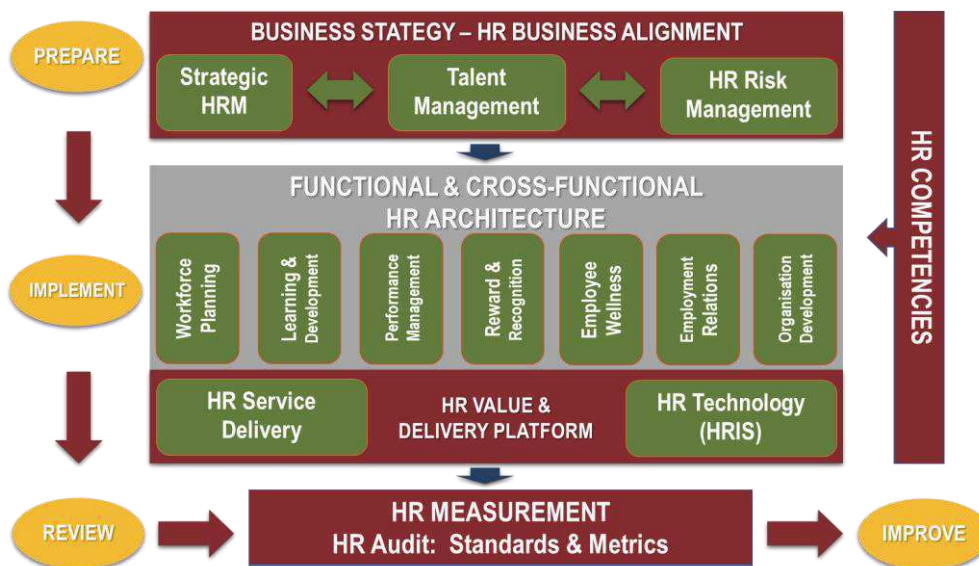 PREPARE
BUSINESS STATEGY – HR BUSINESS ALIGNMENT
Strategic
HRM
Talent
Management
HR Risk
Management
FUNCTIONAL & CROSS-FUNCTIONAL
HR ARCHITECTURE
IMPLEMENT
Workforce
Planning
Learning &
Development
Performance
Management
Reward &
Recognition
Employee
Wellness
Employment
Relations
Organisation
Development
HR Service
Delivery
HR VALUE &
DELIVERY PLATFORM
HR Technology
(HRIS)
HR COMPETENCIES
REVIEW
HR MEASUREMENT
HR Audit: Standards & Metrics
IMPROVE